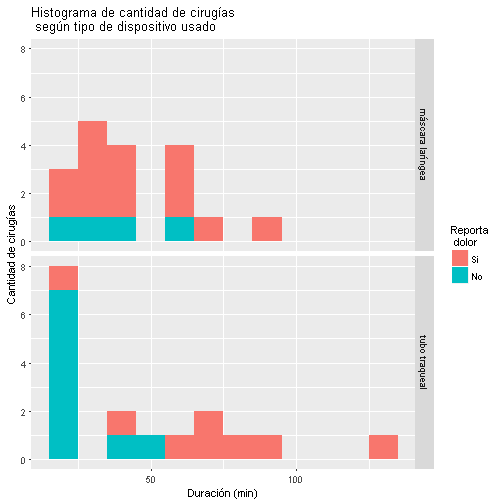 Histograma de cantidad de cirugías
según tipo de dispositivo usado
Cantidad de cirugías
8
6
4
2
0
máscara laríngea
8
6
4
2
0
tubo traqueal
50
100
Duración (min)
Reporta
dolor
Si
No